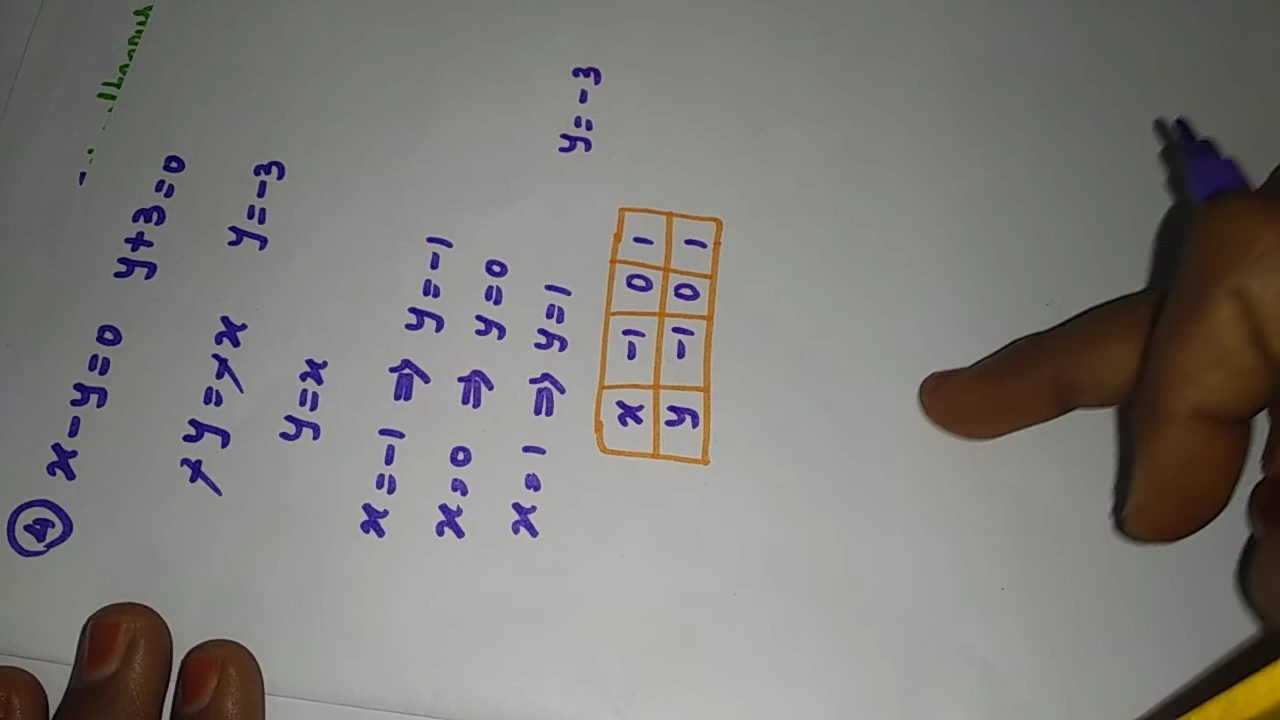 ④ x-y=0 y+3=0
-y=-x y=-3
y=x
x=-1 ⇒ y=-1
x=0 ⇒ y=0
x=1 ⇒ y=1
y=-3
x -1 0 1
y -1 0 1